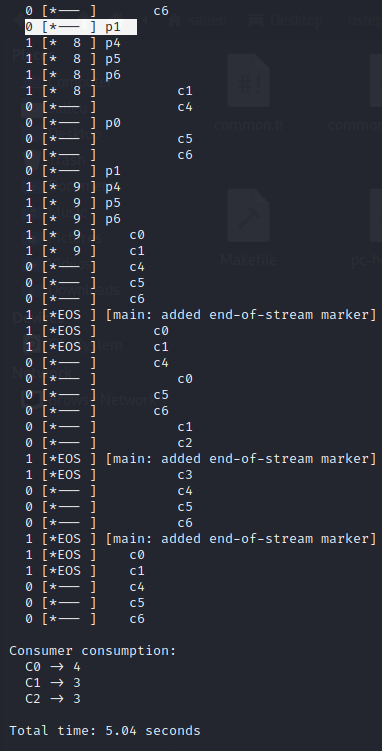 0 [*––– ]       c6
0 [*––– ] p1
1 [*  8 ] p4
1 [*  8 ] p5
1 [*  8 ] p6
1 [*  8 ]          c1
0 [*––– ]          c4
0 [*––– ] p0
0 [*––– ]          c5
0 [*––– ]          c6
0 [*––– ] p1
1 [*  9 ] p4
1 [*  9 ] p5
1 [*  9 ] p6
1 [*  9 ]    c0
1 [*  9 ]    c1
0 [*––– ]    c4
0 [*––– ]    c5
0 [*––– ]    c6
1 [*EOS ] [main: added end-of-stream marker]
1 [*EOS ]       c0
1 [*EOS ]       c1
0 [*––– ]       c4
0 [*––– ]          c0
0 [*––– ]       c5
0 [*––– ]       c6
0 [*––– ]          c1
0 [*––– ]          c2
1 [*EOS ] [main: added end-of-stream marker]
1 [*EOS ]          c3
0 [*––– ]          c4
0 [*––– ]          c5
0 [*––– ]          c6
1 [*EOS ] [main: added end-of-stream marker]
1 [*EOS ]    c0
1 [*EOS ]    c1
0 [*––– ]    c4
0 [*––– ]    c5
0 [*––– ]    c6
Consumer consumption:
C0 -> 4
C1 -> 3
C2 -> 3
Total time: 5.04 seconds
Desktop
common.h
Makefile